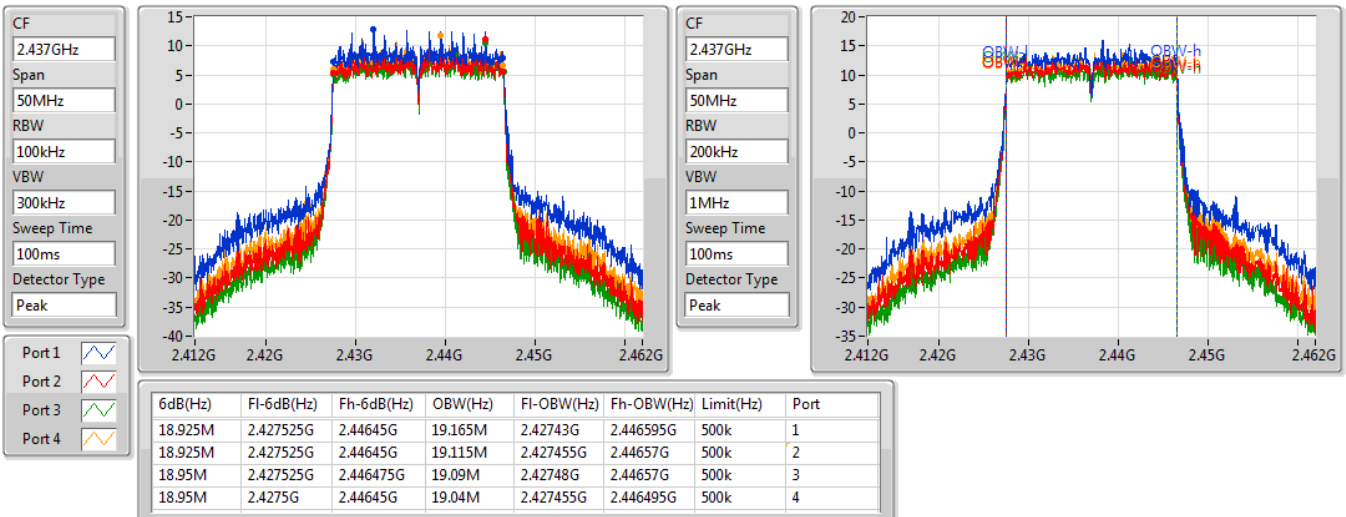 CF
2.437GHz
Span
50MHz
RBW
100kHz
VBW
300kHz
Sweep Time
100ms
Detector Type
Peak
15
10
5
0
-5
-10
-15
-20
-25
-30
-35
-40
2.412G 2.42G 2.43G 2.44G 2.45G 2.462G
CF
2.437GHz
Span
50MHz
RBW
200kHz
VBW
1MHz
Sweep Time
100ms
Detector Type
Peak
20
15
10
5
0
-5
-10
-15
-20
-25
-30
-35
OBW-l OBW-h
OBW-h
2.412G 2.42G 2.43G 2.44G 2.45G 2.462G
Port 1
Port 2
Port 3
Port 4
6dB(Hz) Fl-6dB(Hz) Fh-6dB(Hz) OBW(Hz) Fl-OBW(Hz) Fh-OBW(Hz) Limit(Hz) Port
18.925M 2.427525G 2.44645G 19.165M 2.42743G 2.446595G 500k 1
18.925M 2.427525G 2.44645G 19.115M 2.427455G 2.44657G 500k 2
18.95M 2.427525G 2.446475G 19.09M 2.42748G 2.44657G 500k 3
18.95M 2.4275G 2.44645G 19.04M 2.427455G 2.446495G 500k 4